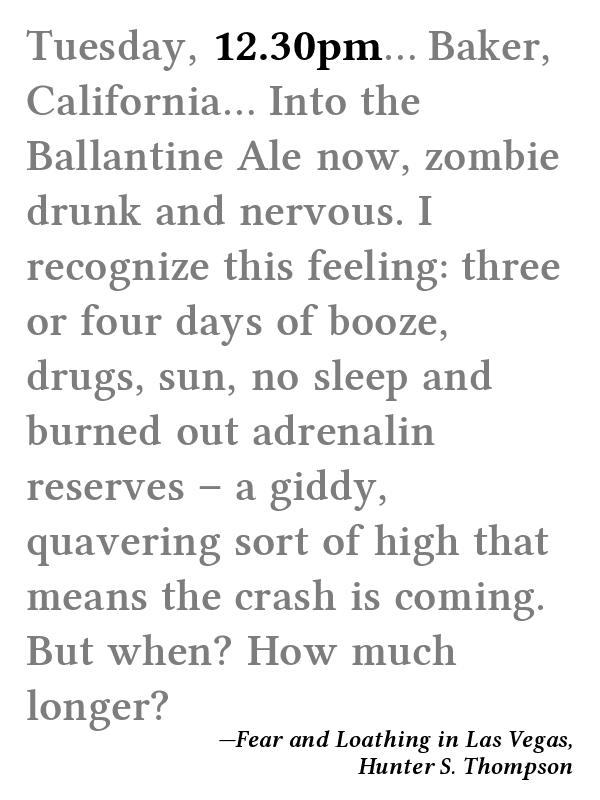 Tuesday, 12.30pm... Baker,
California... Into the
Ballantine Ale now, zombie
drunk and nervous. I
recognize this feeling: three
or four days of booze,
drugs, sun, no sleep and
burned out adrenalin
reserves – a giddy,
quavering sort of high that
means the crash is coming.
But when? How much
longer?
—Fear and Loathing in Las Vegas,
Hunter S. Thompson